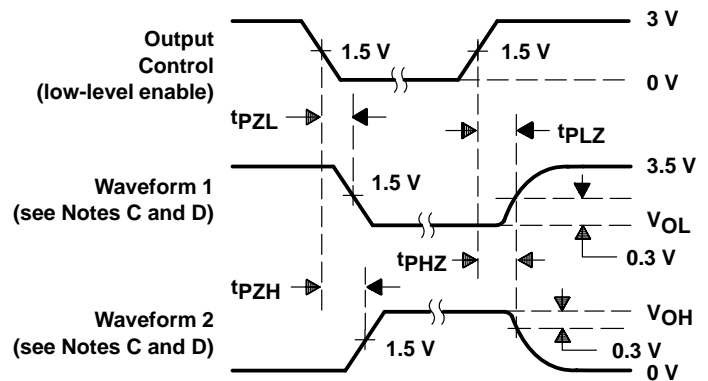 3 V
Output
Control
(low-level enable)
1.5 V
1.5 V
0 V
tPZL
tPLZ
3.5 V
Waveform 1
(see Notes C and D)
1.5 V
VOL
0.3 V
tPHZ
tPZH
VOH
Waveform 2
(see Notes C and D)
1.5 V
0.3 V
0 V